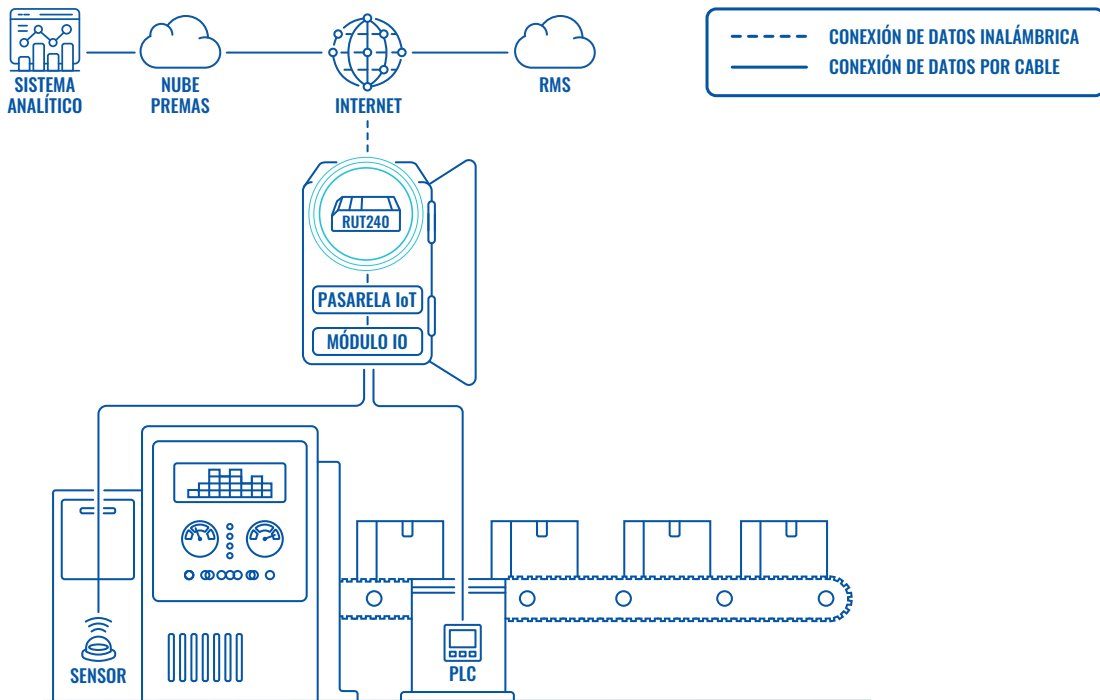 SISTEMA
ANALÍTICO
NUBE
PREMAS
INTERNET
RMS
CONEXIÓN DE DATOS INALÁMBRICA
CONEXIÓN DE DATOS POR CABLE
RUT240
PASARELA IoT
MÓDULO IO
SENSOR
PLC